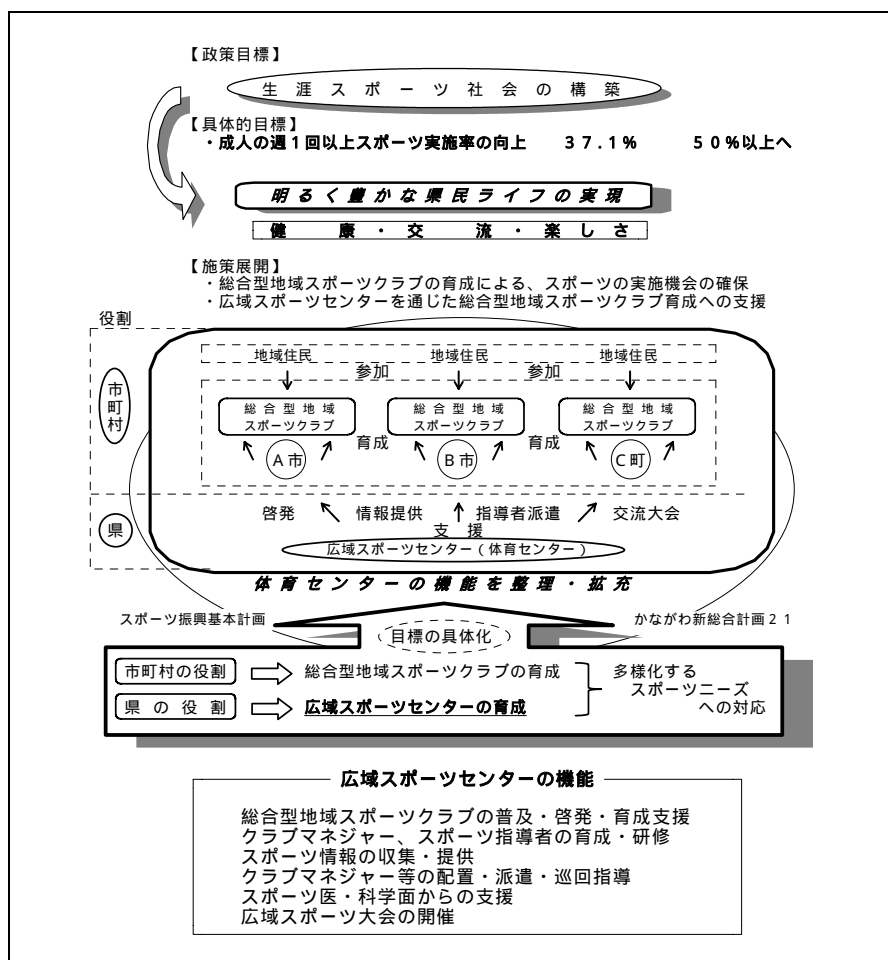 【政策目標】
生涯スポーツ社会の構築
【具体的目標】
・成人の週１回以上スポーツ実施率の向上　３７.１%　５０%以上へ
明るく豊かな県民ライフの実現
健康・交流・楽しさ
【施策展開】
・総合型地域スポーツクラブの育成による、スポーツの実施機会の確保
・広域スポーツセンターを通じた総合型地域スポーツクラブ育成への支援
役割
市町村
地域住民　地域住民　地域住民
参加　参加
総合型地域　総合型地域　総合型地域
スポーツクラブ　スポーツクラブ　スポーツクラブ
育成　育成
A市　B市　C町
県
啓発　情報提供　指導者派遣　交流大会
支援
広域スポーツセンター（体育センター）
体育センターの機能を整理・拡充
スポーツ振興基本計画　かながわ新総合計画２１
目標の具体化
市町村の役割　総合型地域スポーツクラブの育成
県の役割　広域スポーツセンターの育成
多様化する
スポーツニーズ
への対応
広域スポーツセンターの機能
総合型地域スポーツクラブの普及・啓発・育成支援
クラブマネジャー、スポーツ指導者の育成・研修
スポーツ情報の収集・提供
クラブマネジャー等の配置・派遣・巡回指導
スポーツ医・科学面からの支援
広域スポーツ大会の開催